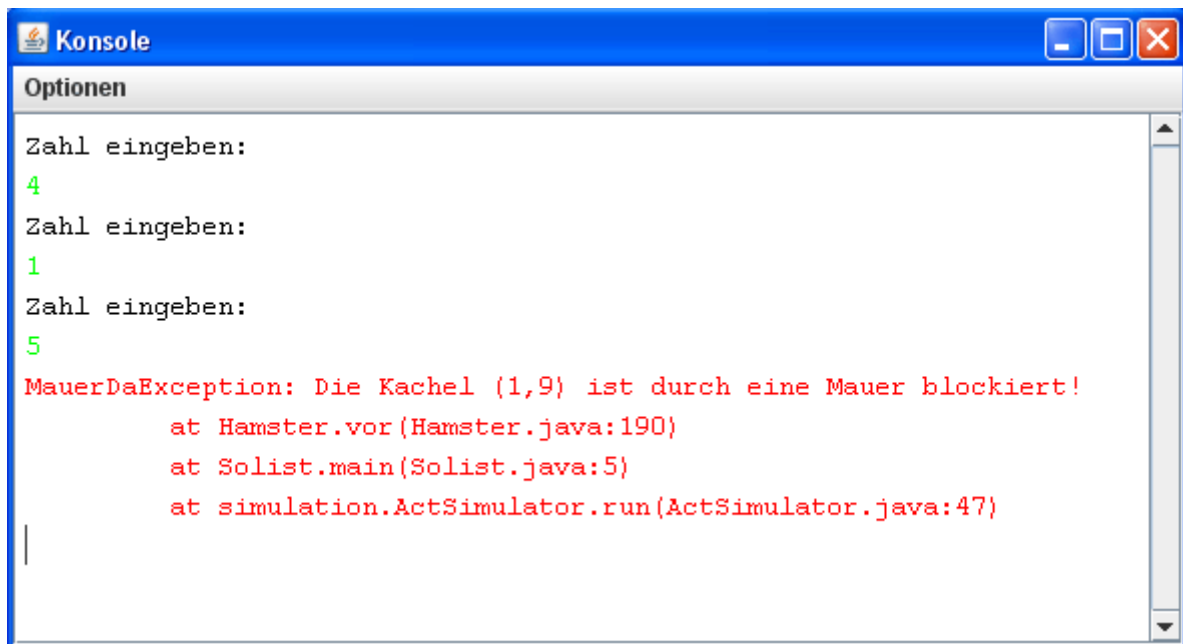 Konsole
Optionen
Zahl eingeben:
4
Zahl eingeben:
1
Zahl eingeben:
5
MauerDaException: Die Kachel (1,9) ist durch eine Mauer blockiert!
at Hamster.vor(Hamster.java:190)
at Solist.main(Solist.java:5)
at simulation.ActSimulator.run(ActSimulator.java:47)